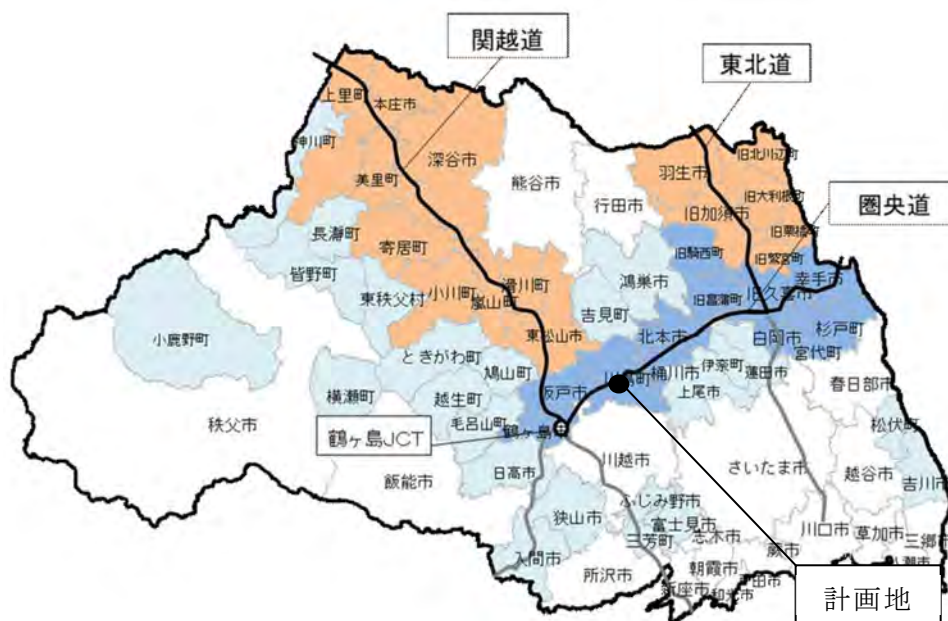 関越道
東北道
圏央道
上里町
本庄市
神川町
美里町
深谷市
熊谷市
行田市
羽生市
旧北川辺町
旧大利根町
旧加須市
旧栗橋町
旧鷲宮町
旧騎西町
長瀞町
寄居町
皆野町
東秩父村
小川町
嵐山町
滑川町
鴻巣市
吉見町
旧菖蒲町
旧久喜市
幸手市
小鹿野町
東松山市
北本市
白岡市
杉戸町
宮代町
ときがわ町
鳩山町
川島町
桶川市
伊奈町
蓮田市
上尾市
春日部市
横瀬町
越生町
坂戸市
松伏町
秩父市
毛呂山町
鶴ヶ島JCT
鶴ヶ島市
日高市
川越市
さいたま市
越谷市
吉川市
飯能市
狭山市
ふじみ野市
富士見市
三芳町
志木市
川口市
草加市
三郷市
入間市
所沢市
朝霞市
蕨市
新座市
和光市
計画地